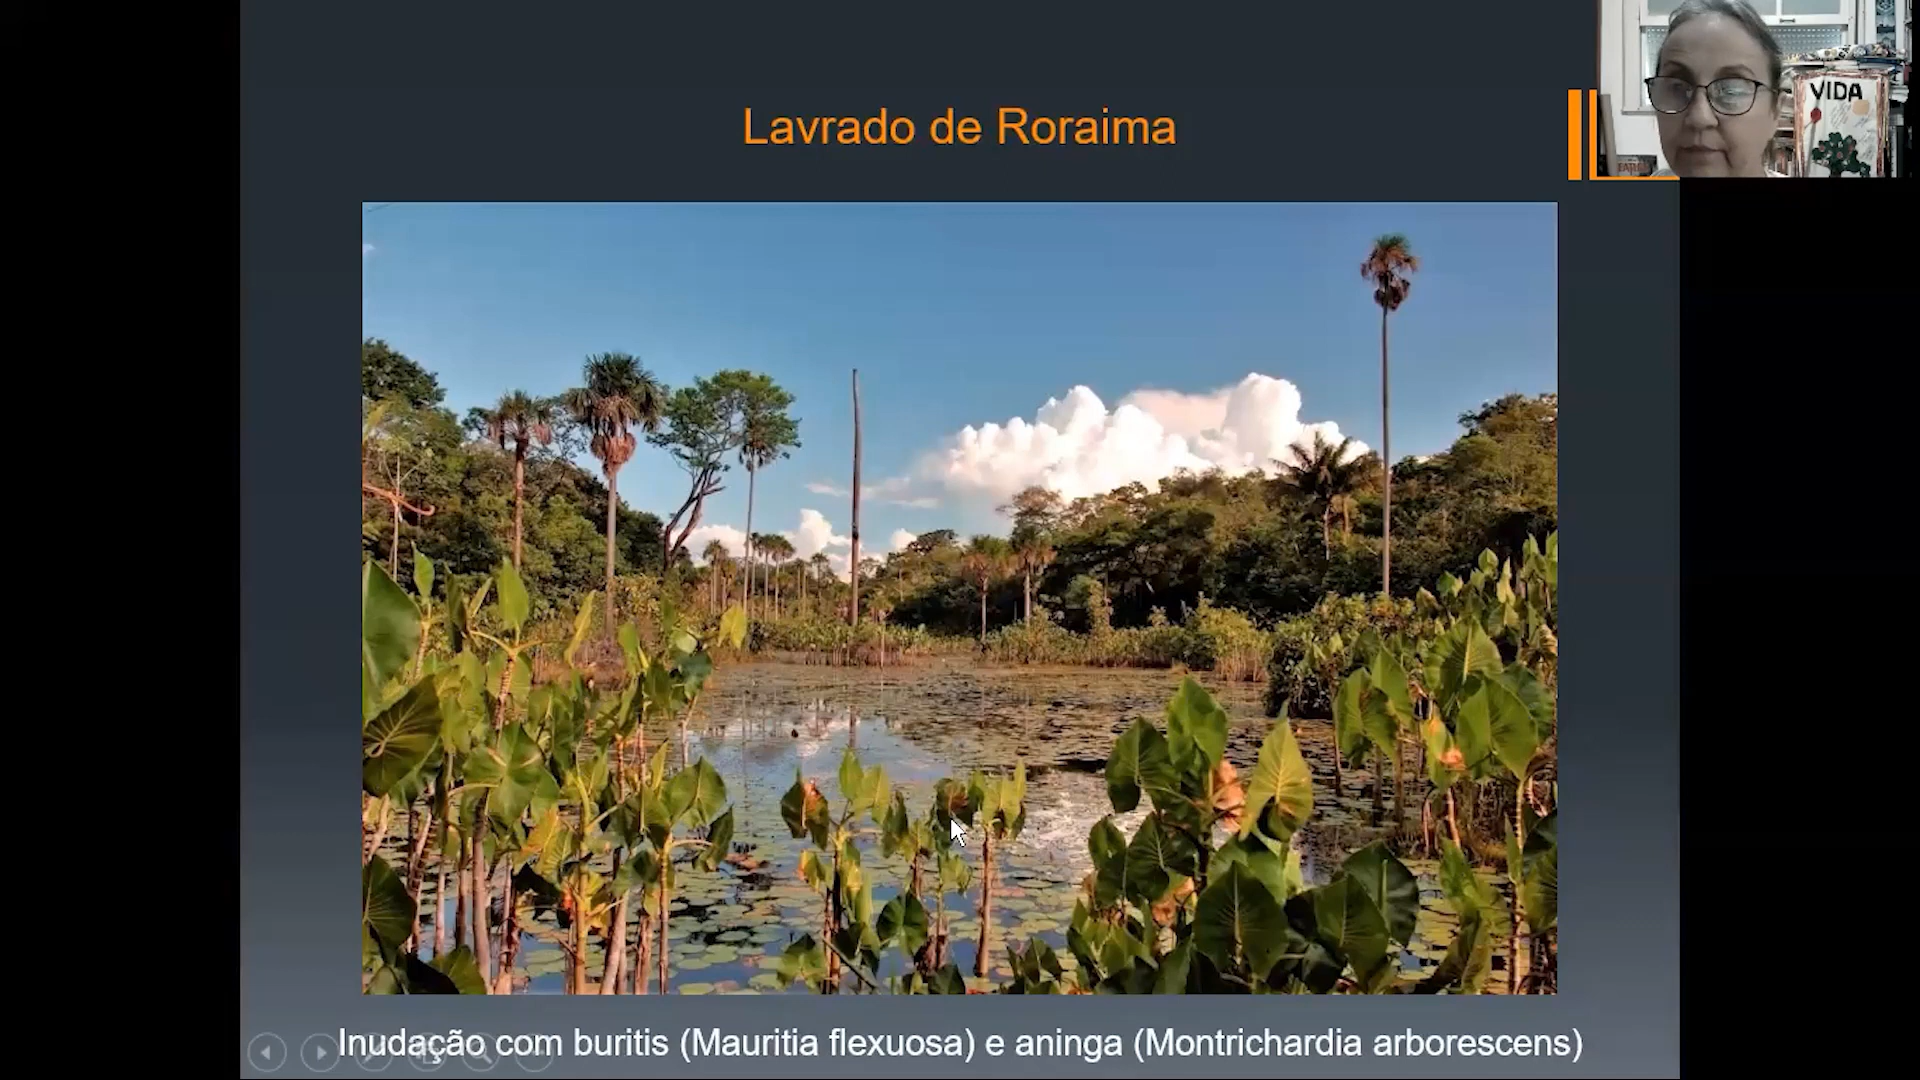 Lavrado de Roraima
VIDA
Inudação com buritis (Mauritia flexuosa) e aninga (Montrichardia arborescens)